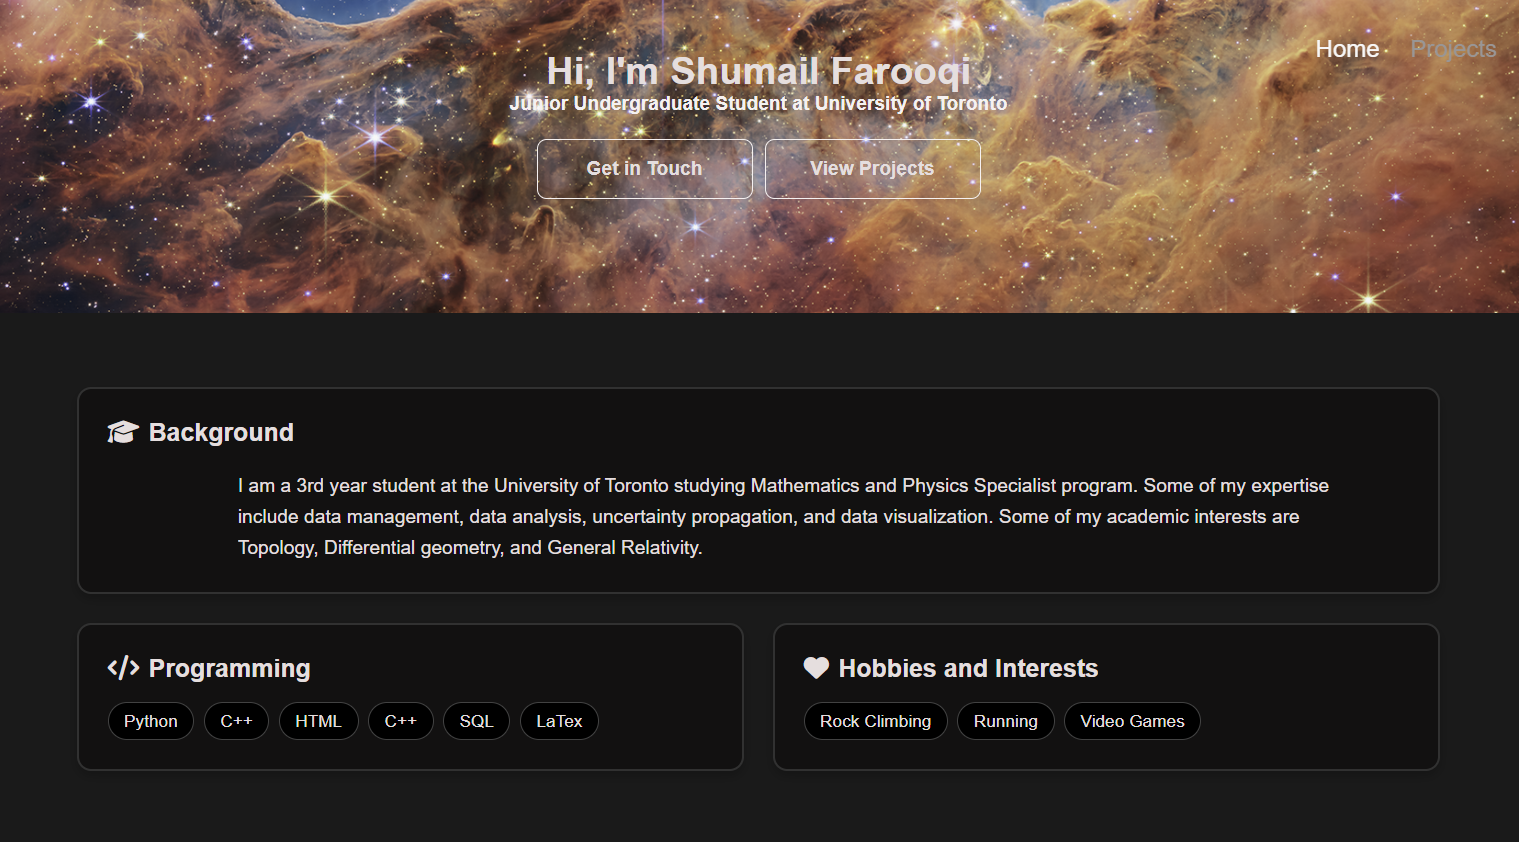 Home
Projects
Hi, I'm Shumail Farooqi
Junior Undergraduate Student at University of Toronto
Get in Touch
View Projects
Background
I am a 3rd year student at the University of Toronto studying Mathematics and Physics Specialist program. Some of my expertise
include data management, data analysis, uncertainty propagation, and data visualization. Some of my academic interests are
Topology, Differential geometry, and General Relativity.
Programming
Python
C++
HTML
C++
SQL
LaTex
Hobbies and Interests
Rock Climbing
Running
Video Games